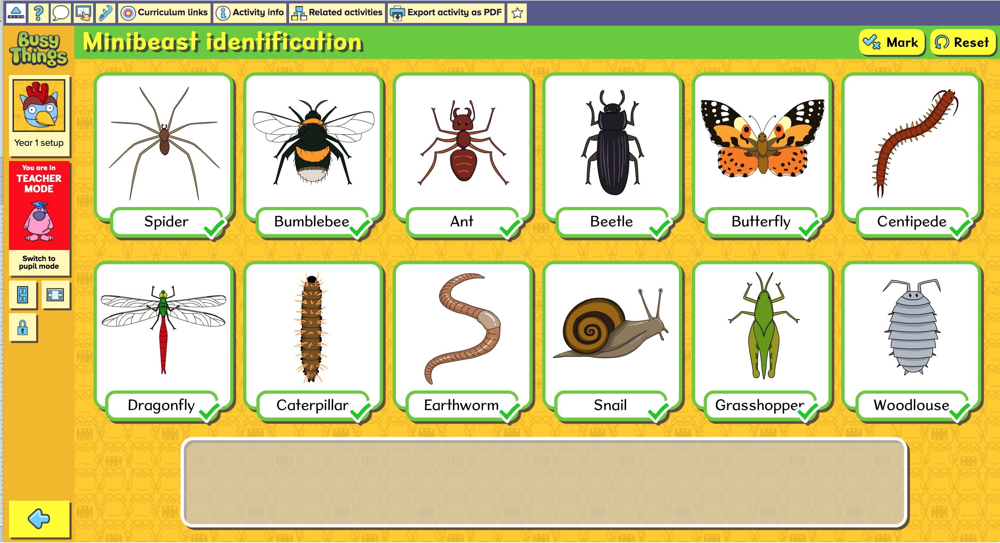 ?
Curriculum links
Activity info
Related activities
Export activity as PDF
Busy
Things
Minibeast identification
Mark
Reset
Year 1 setup
You are in
TEACHER
MODE
Switch to
pupil mode
Spider
Bumblebee
Ant
Beetle
Butterfly
Centipede
Dragonfly
Caterpillar
Earthworm
Snail
Grasshopper
Woodlouse